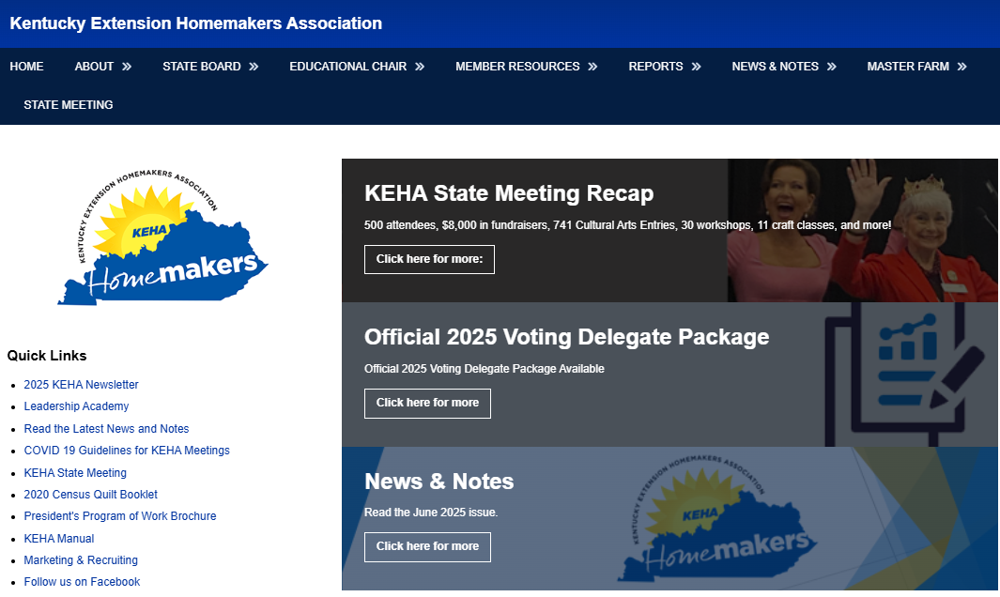 Kentucky Extension Homemakers Association
HOME ABOUT » STATE BOARD » EDUCATIONAL CHAIR » MEMBER RESOURCES » REPORTS » NEWS & NOTES » MASTER FARM »
STATE MEETING
KENTUCKY EXTENSION HOMEMAKERS ASSOCIATION
KEHA
Homemakers
Quick Links
• 2025 KEHA Newsletter
• Leadership Academy
• Read the Latest News and Notes
• COVID 19 Guidelines for KEHA Meetings
• KEHA State Meeting
• 2020 Census Quilt Booklet
• President's Program of Work Brochure
• KEHA Manual
• Marketing & Recruiting
• Follow us on Facebook
KEHA State Meeting Recap
500 attendees, $8,000 in fundraisers, 741 Cultural Arts Entries, 30 workshops, 11 craft classes, and more!
Click here for more:
Official 2025 Voting Delegate Package
Official 2025 Voting Delegate Package Available
Click here for more
News & Notes
Read the June 2025 issue.
Click here for more
KENTUCKY EXTENSION HOMEMAKERS ASSOCIATION
KEHA
Homemakers